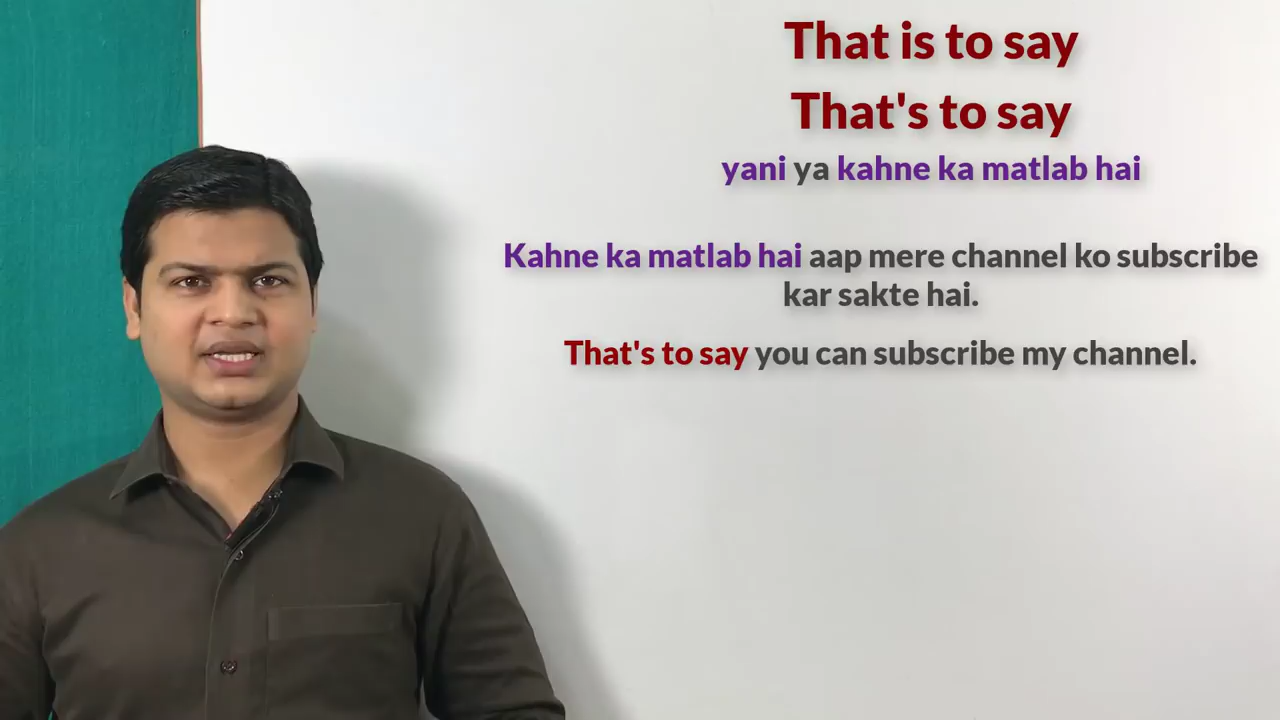 That is to say
That's to say
yani ya kahne ka matlab hai
Kahne ka matlab hai aap mere channel ko subscribe
kar sakte hai.
That's to say you can subscribe my channel.